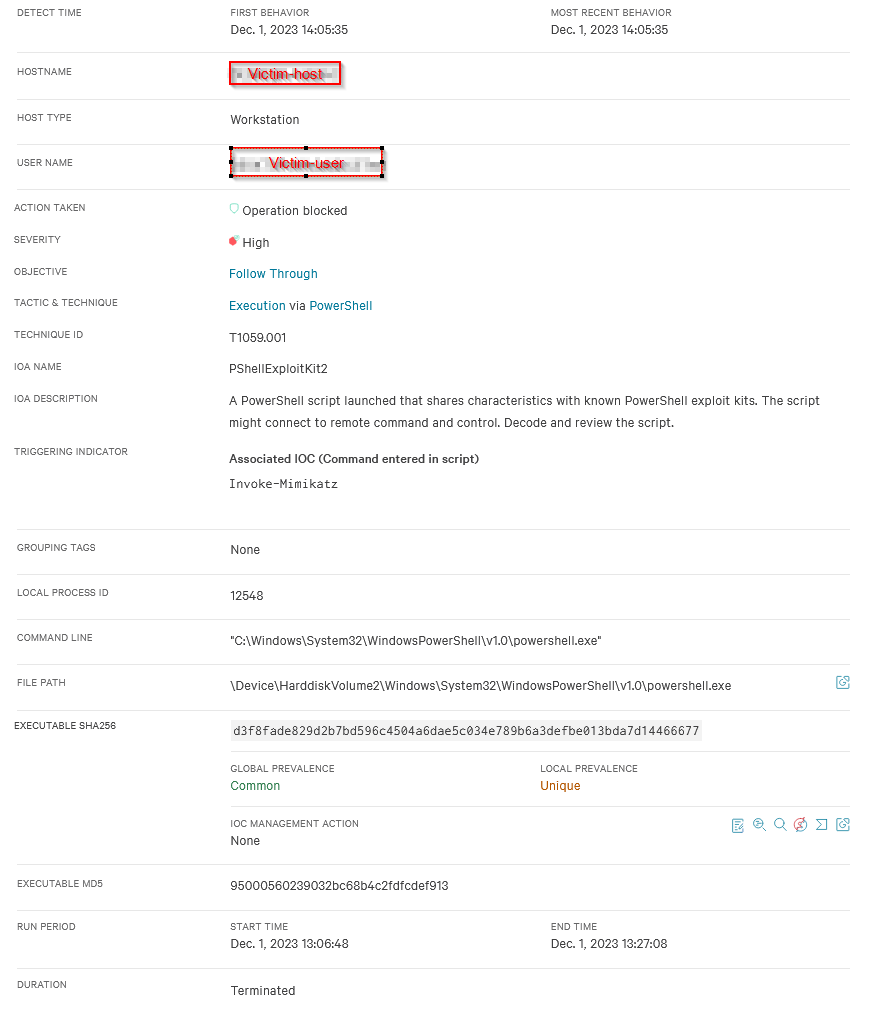 DETECT TIME
FIRST BEHAVIOR
MOST RECENT BEHAVIOR
Dec. 1, 2023 14:05:35
Dec. 1, 2023 14:05:35
HOSTNAME
Victim-host
HOST TYPE
Workstation
USER NAME
Victim-user
ACTION TAKEN
Operation blocked
SEVERITY
High
OBJECTIVE
Follow Through
TACTIC & TECHNIQUE
Execution via PowerShell
TECHNIQUE ID
T1059.001
IOA NAME
PShellExploitKit2
IOA DESCRIPTION
A PowerShell script launched that shares characteristics with known PowerShell exploit kits. The script
might connect to remote command and control. Decode and review the script.
TRIGGERING INDICATOR
Associated IOC (Command entered in script)
Invoke-Mimikatz
GROUPING TAGS
None
LOCAL PROCESS ID
12548
COMMAND LINE
"C:\Windows\System32\WindowsPowerShell\v1.0\powershell.exe"
FILE PATH
\Device\HarddiskVolume2\Windows\System32\WindowsPowerShell\v1.0\powershell.exe
EXECUTABLE SHA256
d3f8fade829d2b7bd596c4504a6dae5c034e789b6a3defbe013bda7d14466677
GLOBAL PREVALENCE
LOCAL PREVALENCE
Common
Unique
IOC MANAGEMENT ACTION
None
EXECUTABLE MD5
95000560239032bc68b4c2fdfcdef913
RUN PERIOD
START TIME
END TIME
Dec. 1, 2023 13:06:48
Dec. 1, 2023 13:27:08
DURATION
Terminated